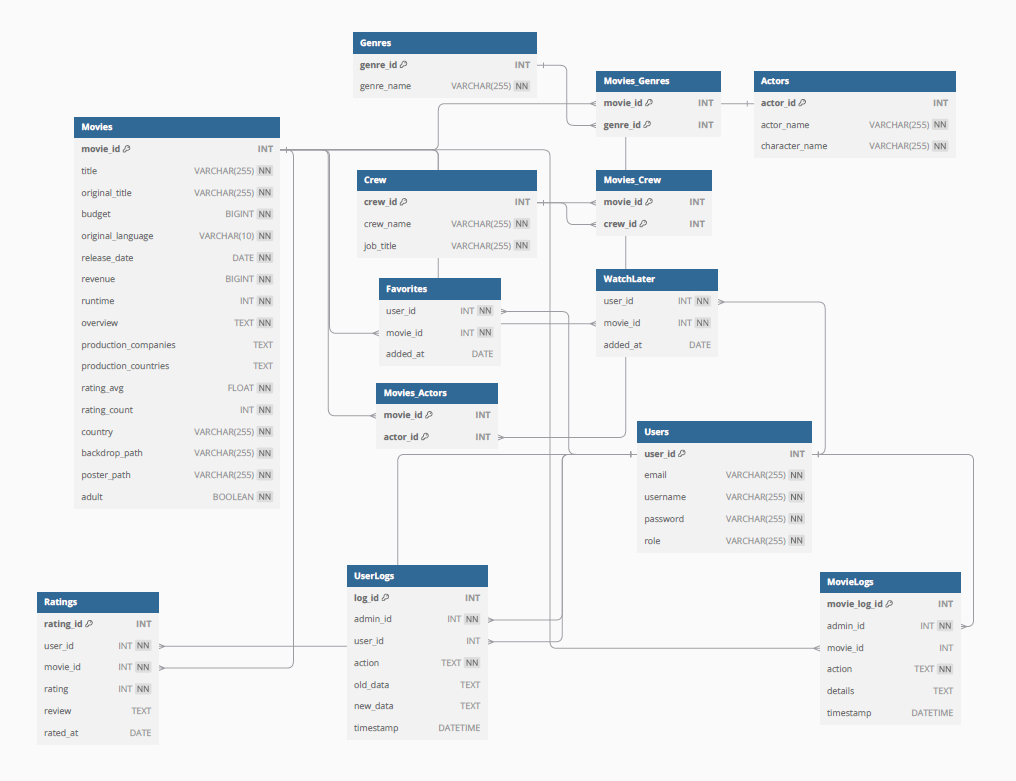 Genres
genre_id INT
genre_name VARCHAR(255) NN
Movies_Genres
movie_id INT
genre_id INT
Actors
actor_id INT
actor_name VARCHAR(255) NN
character_name VARCHAR(255) NN
Movies
movie_id INT
title VARCHAR(255) NN
original_title VARCHAR(255) NN
budget BIGINT NN
original_language VARCHAR(10) NN
release_date DATE NN
revenue BIGINT NN
runtime INT NN
overview TEXT NN
production_companies TEXT
production_countries TEXT
rating_avg FLOAT NN
rating_count INT NN
country VARCHAR(255) NN
backdrop_path VARCHAR(255) NN
poster_path VARCHAR(255) NN
adult BOOLEAN NN
Crew
crew_id INT
crew_name VARCHAR(255) NN
job_title VARCHAR(255) NN
Movies_Crew
movie_id INT
crew_id INT
Favorites
user_id INT NN
movie_id INT NN
added_at DATE
WatchLater
user_id INT NN
movie_id INT NN
added_at DATE
Movies_Actors
movie_id INT
actor_id INT
Users
user_id INT
email VARCHAR(255) NN
username VARCHAR(255) NN
password VARCHAR(255) NN
role VARCHAR(255) NN
Ratings
rating_id INT
user_id INT NN
movie_id INT NN
rating INT NN
review TEXT
rated_at DATE
UserLogs
log_id INT
admin_id INT NN
user_id INT
action TEXT NN
old_data TEXT
new_data TEXT
timestamp DATETIME
MovieLogs
movie_log_id INT
admin_id INT NN
movie_id INT
action TEXT NN
details TEXT
timestamp DATETIME